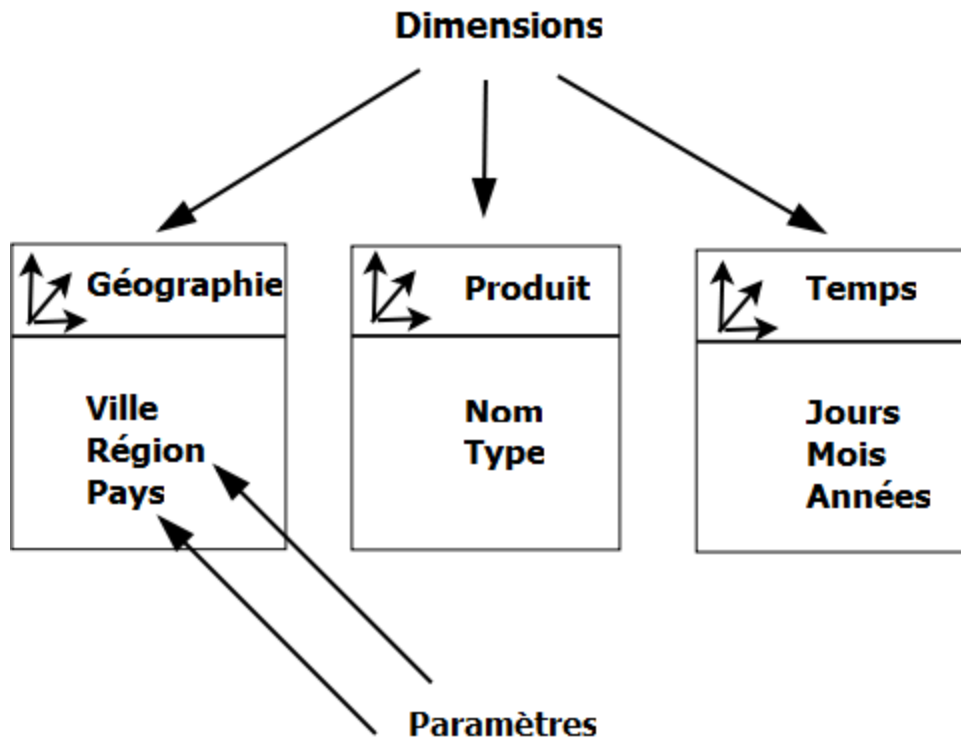 Dimensions
Géographie
Ville
Région
Pays
Produit
Nom
Type
Temps
Jours
Mois
Années
Paramètres